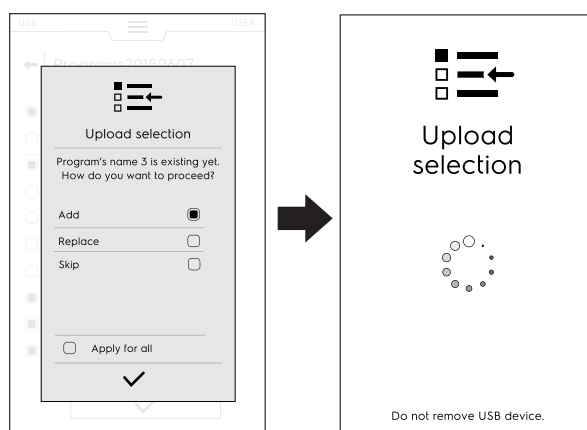 USB
USER
Programs20180607
Upload selection
Program's name 3 is existing yet.
How do you want to proceed?
Add
Replace
Skip
Apply for all
Upload
selection
Do not remove USB device.